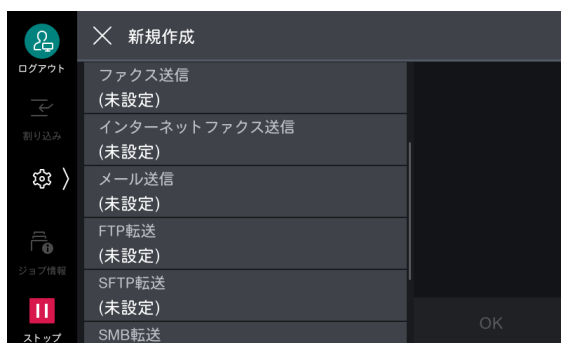 新規作成
ログアウト
割り込み
ジョブ情報
ストップ
ファクス送信
(未設定)
インターネットファクス送信
(未設定)
メール送信
(未設定)
FTP転送
(未設定)
SFTP転送
(未設定)
SMB転送
OK